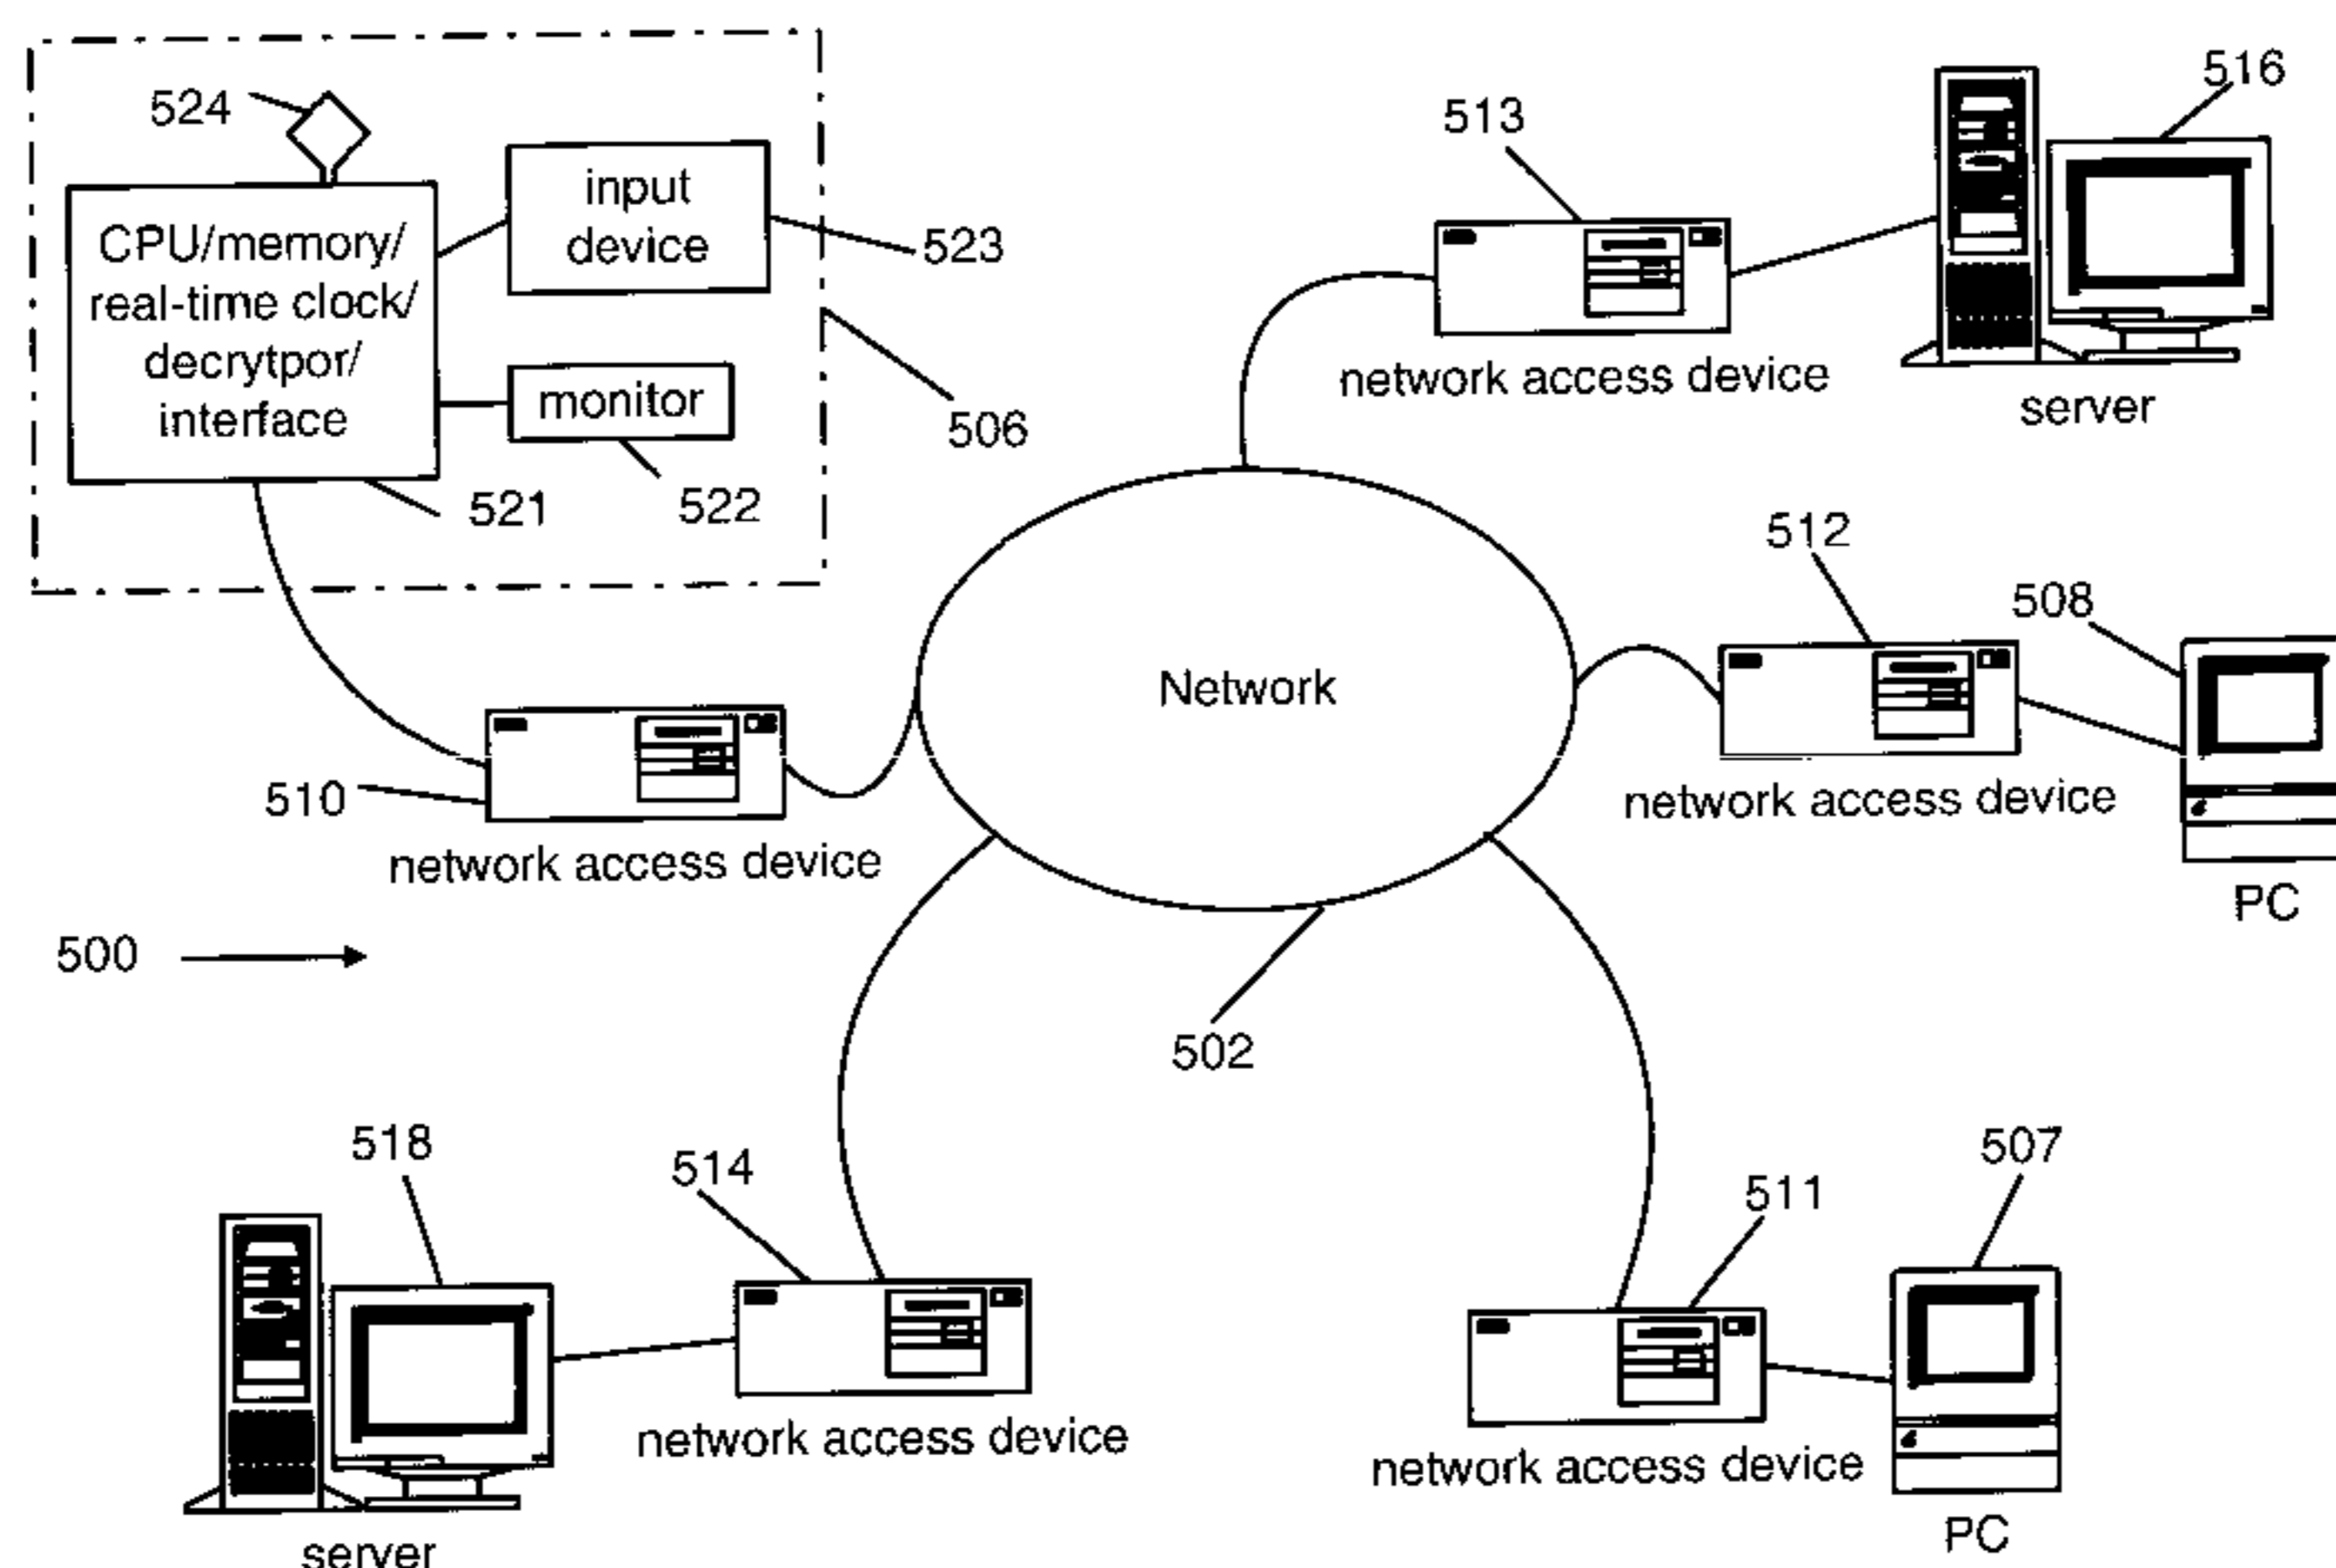 524
CPU/memory/
real-time clock/
decrytpor/
interface
input
device
523
monitor
506
521
522
513
network access device
516
server
512
508
network access device
PC
Network
510
network access device
500
502
518
514
network access device
server
511
507
network access device
PC